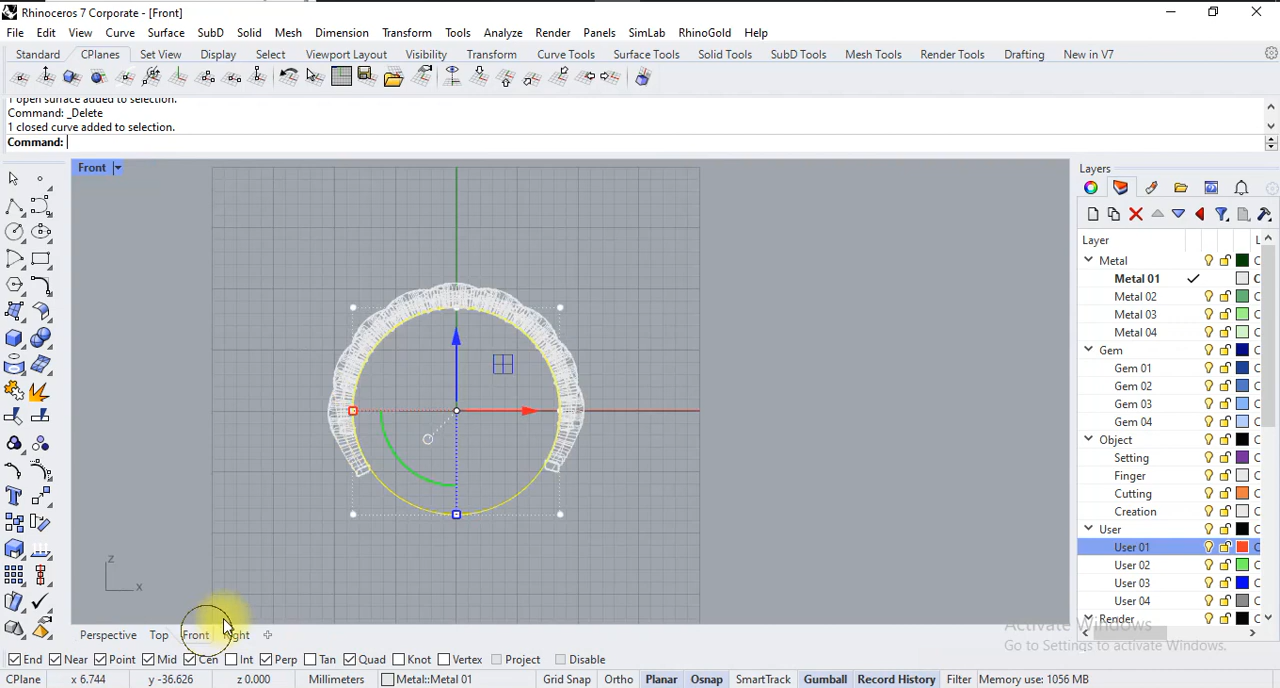 Rhinoceros 7 Corporate - [Front]
File Edit View Curve Surface SubD Solid Mesh Dimension Transform Tools Analyze Render Panels SimLab RhinoGold Help
Standard CPlanes Set View Display Select Viewport Layout Visibility Transform Curve Tools Surface Tools Solid Tools SubD Tools Mesh Tools Render Tools Drafting New in V7
1 open surface added to selection.
Command: _Delete
1 closed curve added to selection.
Command:
Front
Layers
Layer L
Metal C
Metal 01 C
Metal 02 C
Metal 03 C
Metal 04 C
Gem C
Gem 01 C
Gem 02 C
Gem 03 C
Gem 04 C
Object C
Setting C
Finger C
Cutting C
Creation C
User C
User 01 C
User 02 C
User 03 C
User 04 C
Render C
z
x
Perspective Top Front Right
Activate Windows
Go to Settings to activate Windows.
End Near Point Mid Cen Int Perp Tan Quad Knot Vertex Project Disable
CPlane x 6.744 y -36.626 z 0.000 Millimeters Metal::Metal 01 Grid Snap Ortho Planar Osnap SmartTrack Gumball Record History Filter Memory use: 1056 MB